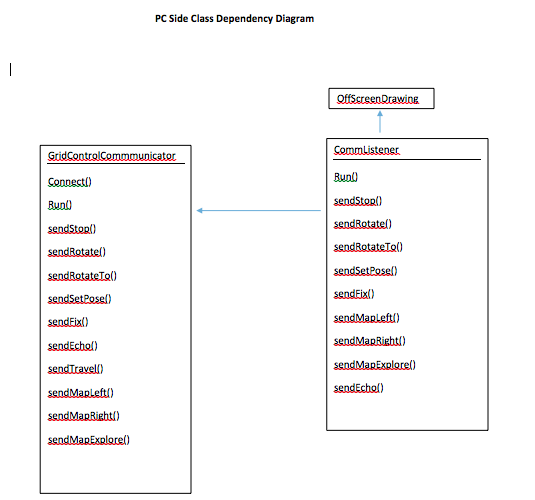 PC Side Class Dependency Diagram
OffScreenDrawing
GridControlCommmunicator
Connect()
Run()
sendStop()
sendRotate()
sendRotateTo()
sendSetPose()
sendFix()
sendEcho()
sendTravel()
sendMapLeft()
sendMapRight()
sendMapExplore()
CommListener
Run()
sendStop()
sendRotate()
sendRotateTo()
sendSetPose()
sendFix()
sendMapLeft()
sendMapRight()
sendMapExplore()
sendEcho()